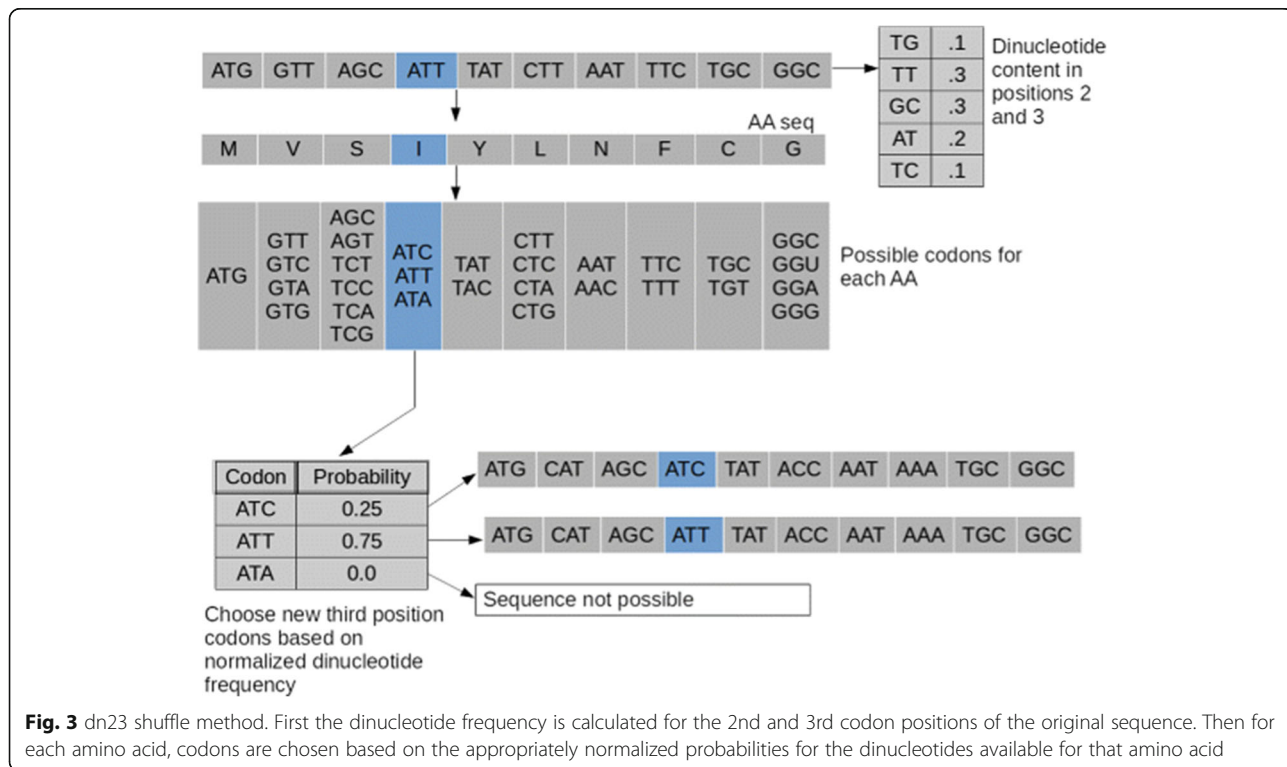 ATG GTT AGC ATT TAT CTT AAT TTC TGC GGC
TG .1
TT .3
GC .3
AT .2
TC .1
Dinucleotide
content in
positions 2
and 3
AA seq
M V S I Y L N F C G
ATG
GTT
GTC
GTA
GTG
AGC
AGT
TCT
TCC
TCA
TCG
ATC
ATT
ATA
TAT
TAC
CTT
CTC
CTA
CTG
AAT
AAC
TTC
TTT
TGC
TGT
GGC
GGU
GGA
GGG
Possible codons for
each AA
Codon Probability
ATC 0.25
ATT 0.75
ATA 0.0
ATG CAT AGC ATC TAT ACC AAT AAA TGC GGC
ATG CAT AGC ATT TAT ACC AAT AAA TGC GGC
Sequence not possible
Choose new third position
codons based on
normalized dinucleotide
frequency
Fig. 3 dn23 shuffle method. First the dinucleotide frequency is calculated for the 2nd and 3rd codon positions of the original sequence. Then for
each amino acid, codons are chosen based on the appropriately normalized probabilities for the dinucleotides available for that amino acid